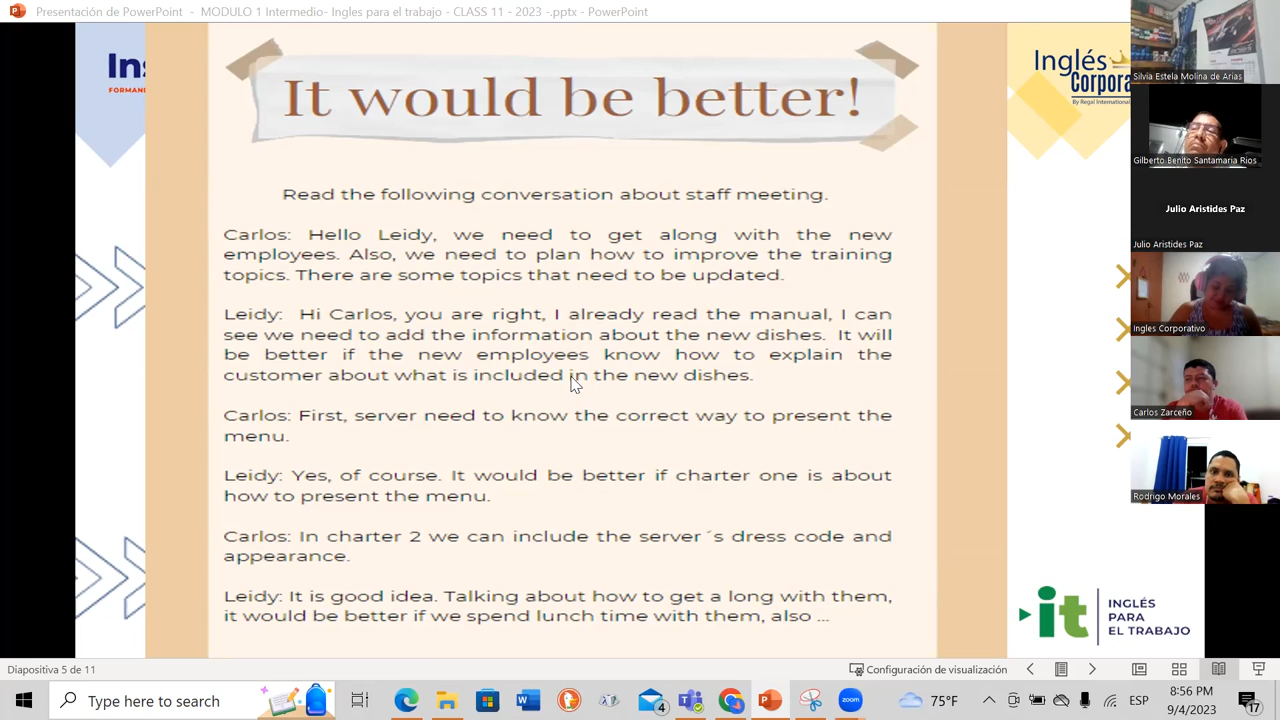 Presentación de PowerPoint - MODULO 1 Intermedio- Ingles para el trabajo - CLASS 11 - 2023 -.pptx - PowerPoint
It would be better!
Inglés
By Regal International
Read the following conversation about staff meeting.
Carlos: Hello Leidy, we need to get along with the new
employees. Also, we need to plan how to improve the training
topics. There are some topics that need to be updated.
Leidy: Hi Carlos, you are right, I already read the manual, I can
see we need to add the information about the new dishes. It will
be better if the new employees know how to explain the
customer about what is included in the new dishes.
Carlos: First, server need to know the correct way to present the
menu.
Leidy: Yes, of course. It would be better if charter one is about
how to present the menu.
Carlos: In charter 2 we can include the server´s dress code and
appearance.
Leidy: It is good idea. Talking about how to get a long with them,
it would be better if we spend lunch time with them, also ...
it
INGLÉS
PARA
EL TRABAJO
Silvia Estela Molina de Arias
Gilberto Benito Santamaria Rios
Julio Aristides Paz
Julio Aristides Paz
Ingles Corporativo
Carlos Zarceño
Rodrigo Morales
Diapositiva 5 de 11
Configuración de visualización
Type here to search
4
75°F
ESP
8:56 PM
9/4/2023
17